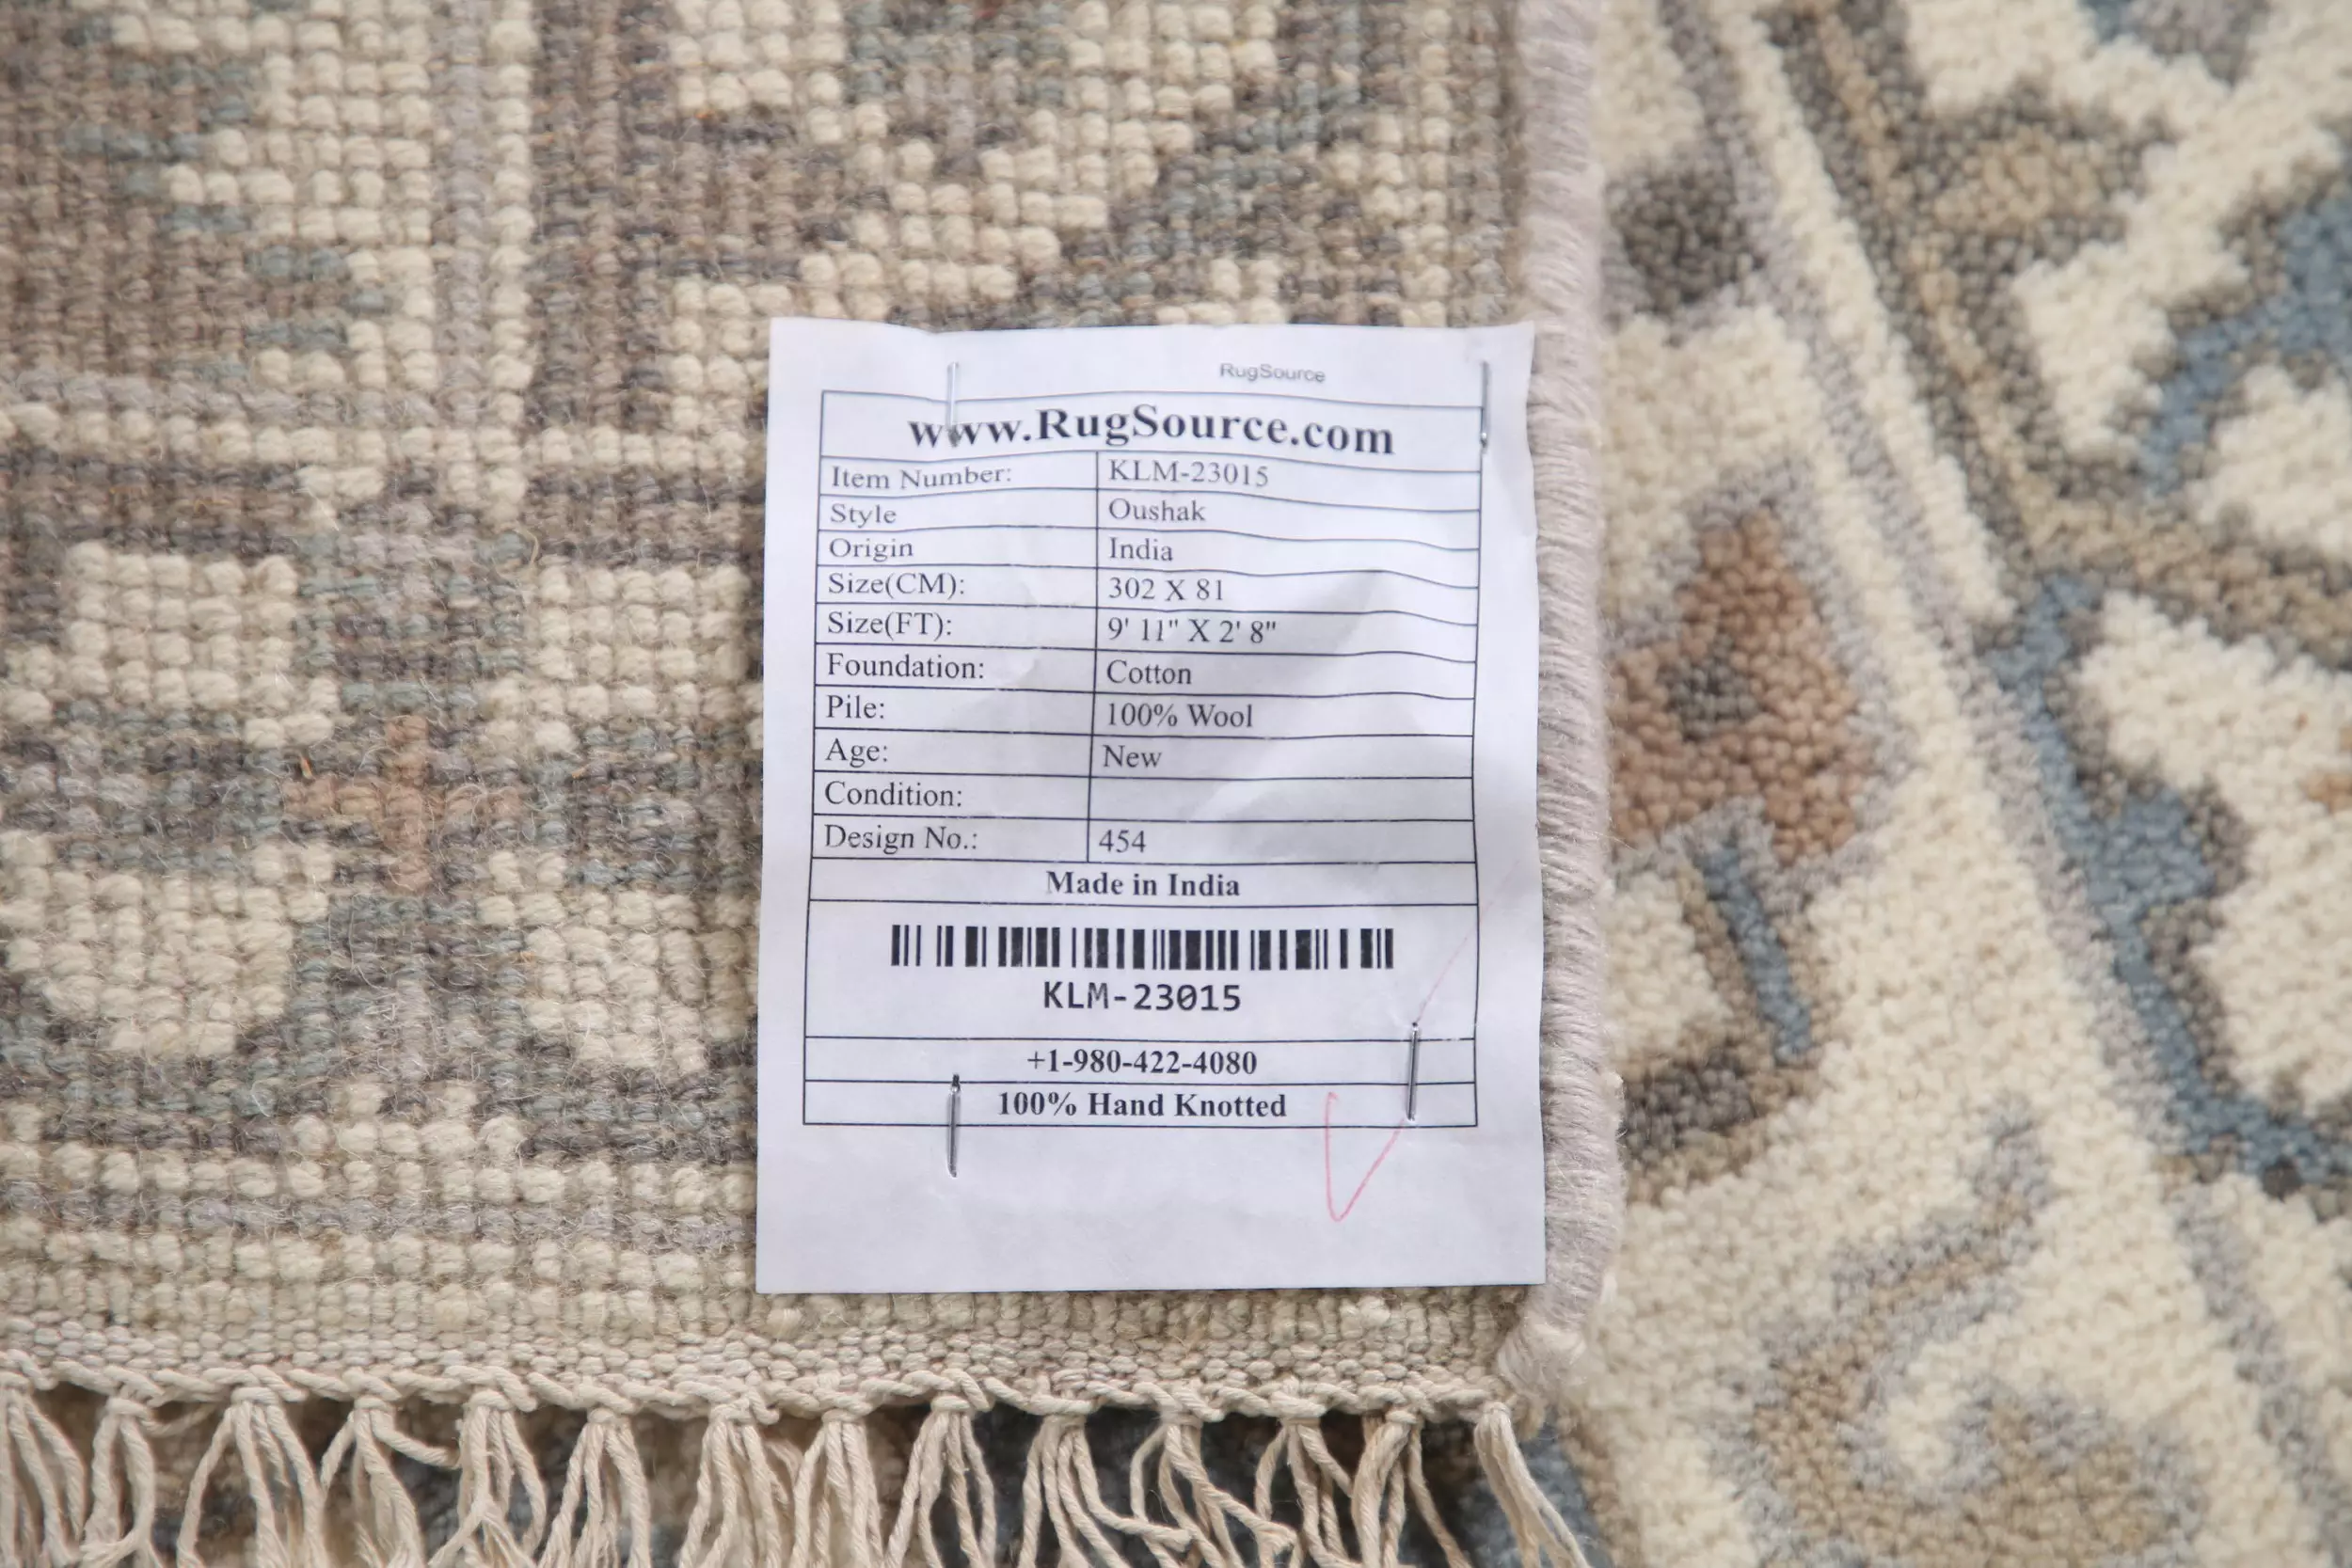 RugSource
www.RugSource.com
Item Number: KLM-23015
Style Oushak
Origin India
Size(CM): 302 X 81
Size(FT): 9' 11" X 2' 8"
Foundation: Cotton
Pile: 100% Wool
Age: New
Condition:
Design No.: 454
Made in India
KLM-23015
+1-980-422-4080
100% Hand Knotted